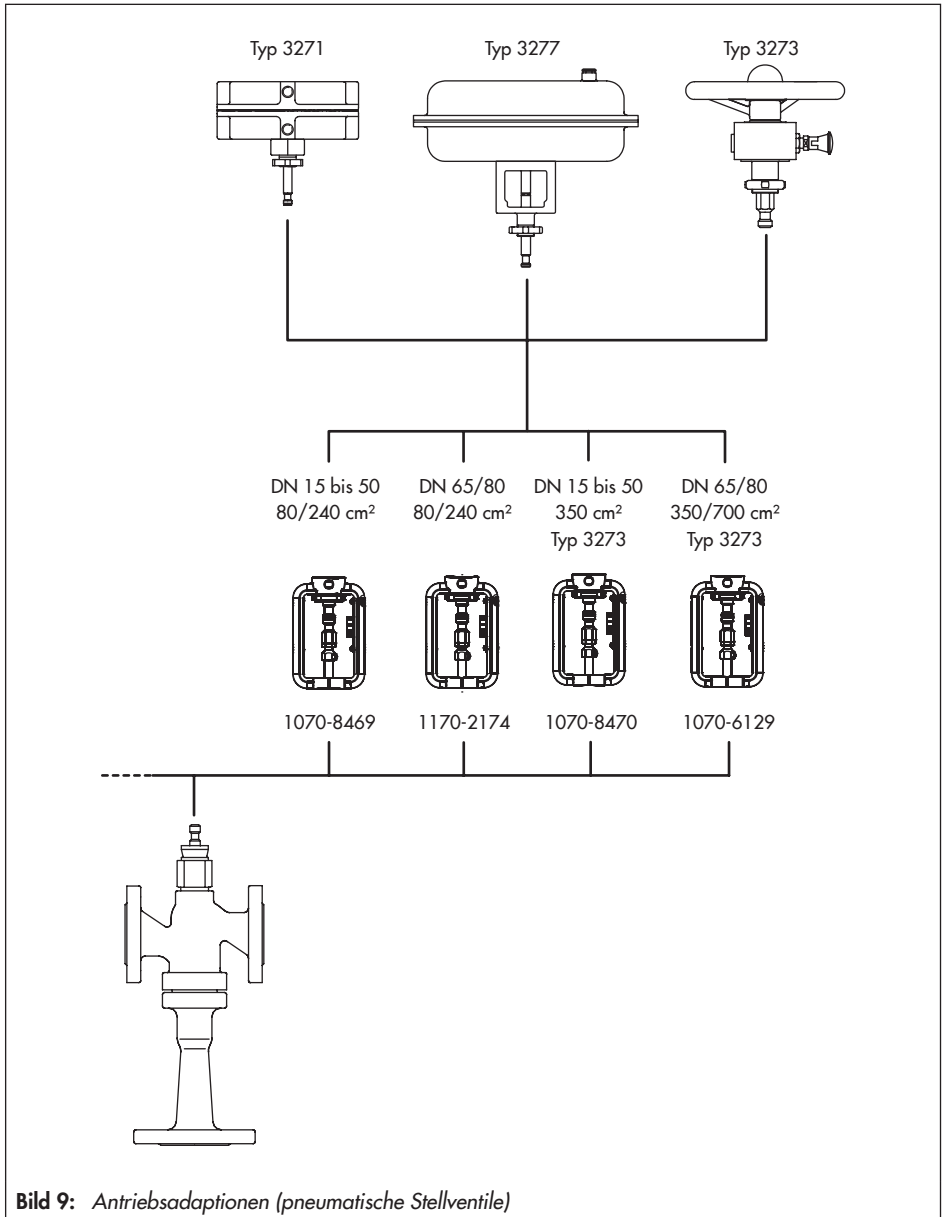 Typ 3271
Typ 3277
Typ 3273
DN 15 bis 50
80/240 cm²
DN 65/80
80/240 cm²
DN 15 bis 50
350 cm²
Typ 3273
DN 65/80
350/700 cm²
Typ 3273
1070-8469
1170-2174
1070-8470
1070-6129
Bild 9: Antriebsadaptionen (pneumatische Stellventile)